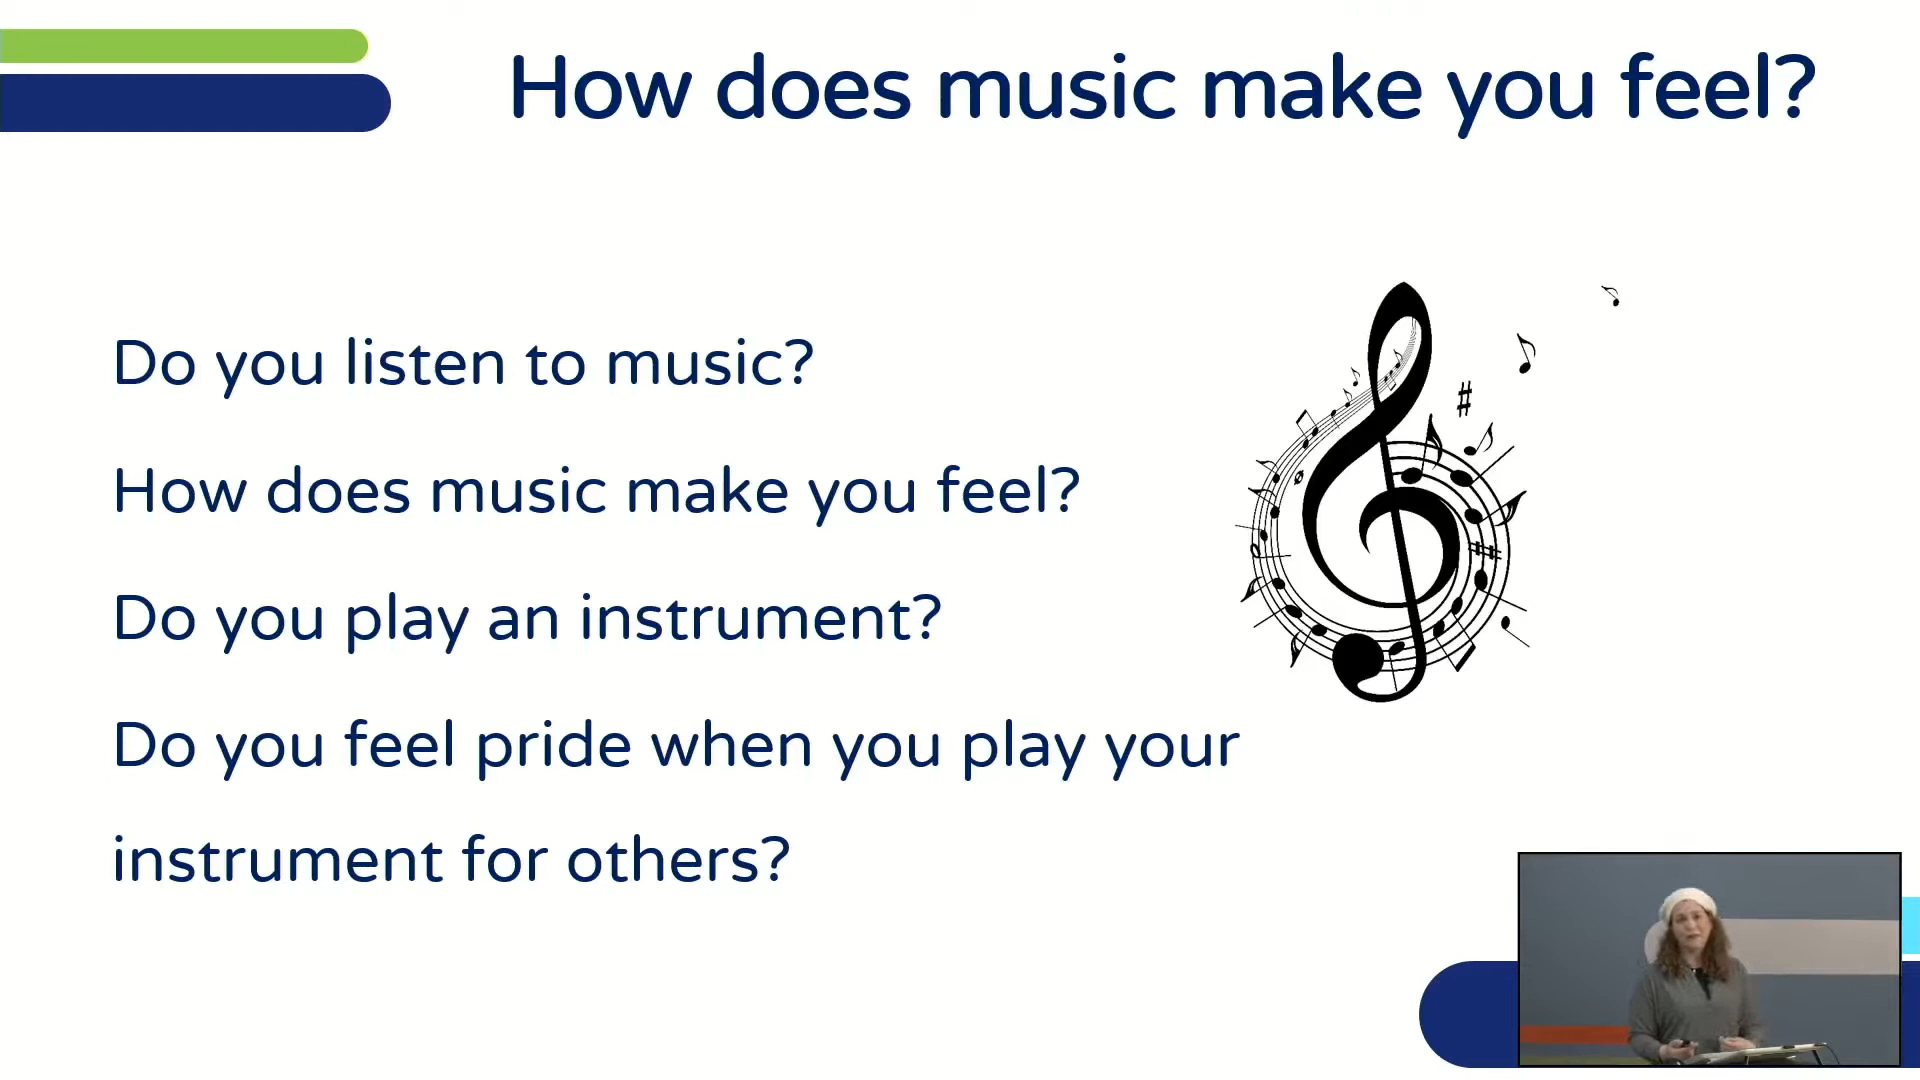 How does music make you feel?
Do you listen to music?
How does music make you feel?
Do you play an instrument?
Do you feel pride when you play your
instrument for others?